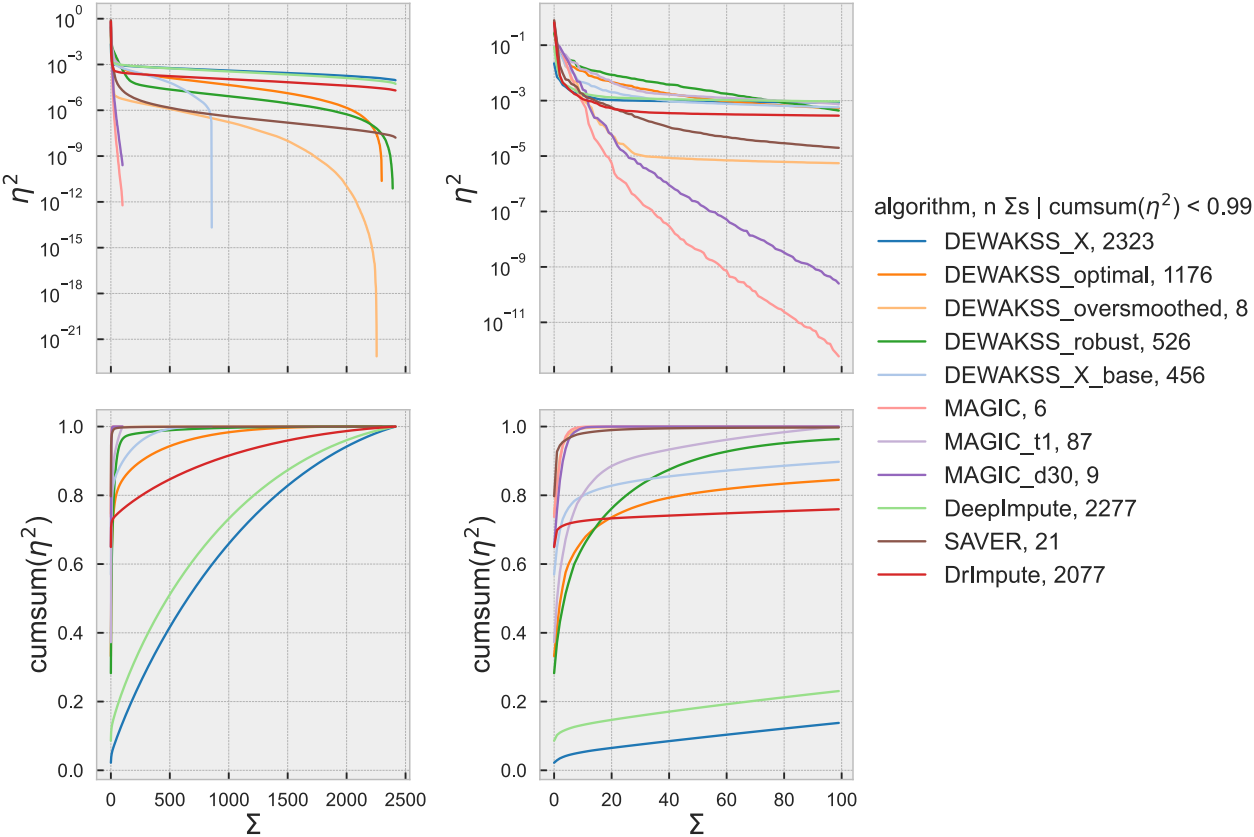 10^0
10^-3
10^-6
10^-9
10^-12
10^-15
10^-18
10^-21
η^2
10^-1
10^-3
10^-5
10^-7
10^-9
10^-11
η^2
algorithm, n Σs | cumsum(η^2) < 0.99
DEWAKSS_X, 2323
DEWAKSS_optimal, 1176
DEWAKSS_oversmoothed, 8
DEWAKSS_robust, 526
DEWAKSS_X_base, 456
MAGIC, 6
MAGIC_t1, 87
MAGIC_d30, 9
DeepImpute, 2277
SAVER, 21
DrImpute, 2077
1.0
0.8
0.6
0.4
0.2
0.0
cumsum(η^2)
0 500 1000 1500 2000 2500
Σ
1.0
0.8
0.6
0.4
0.2
0.0
cumsum(η^2)
0 20 40 60 80 100
Σ